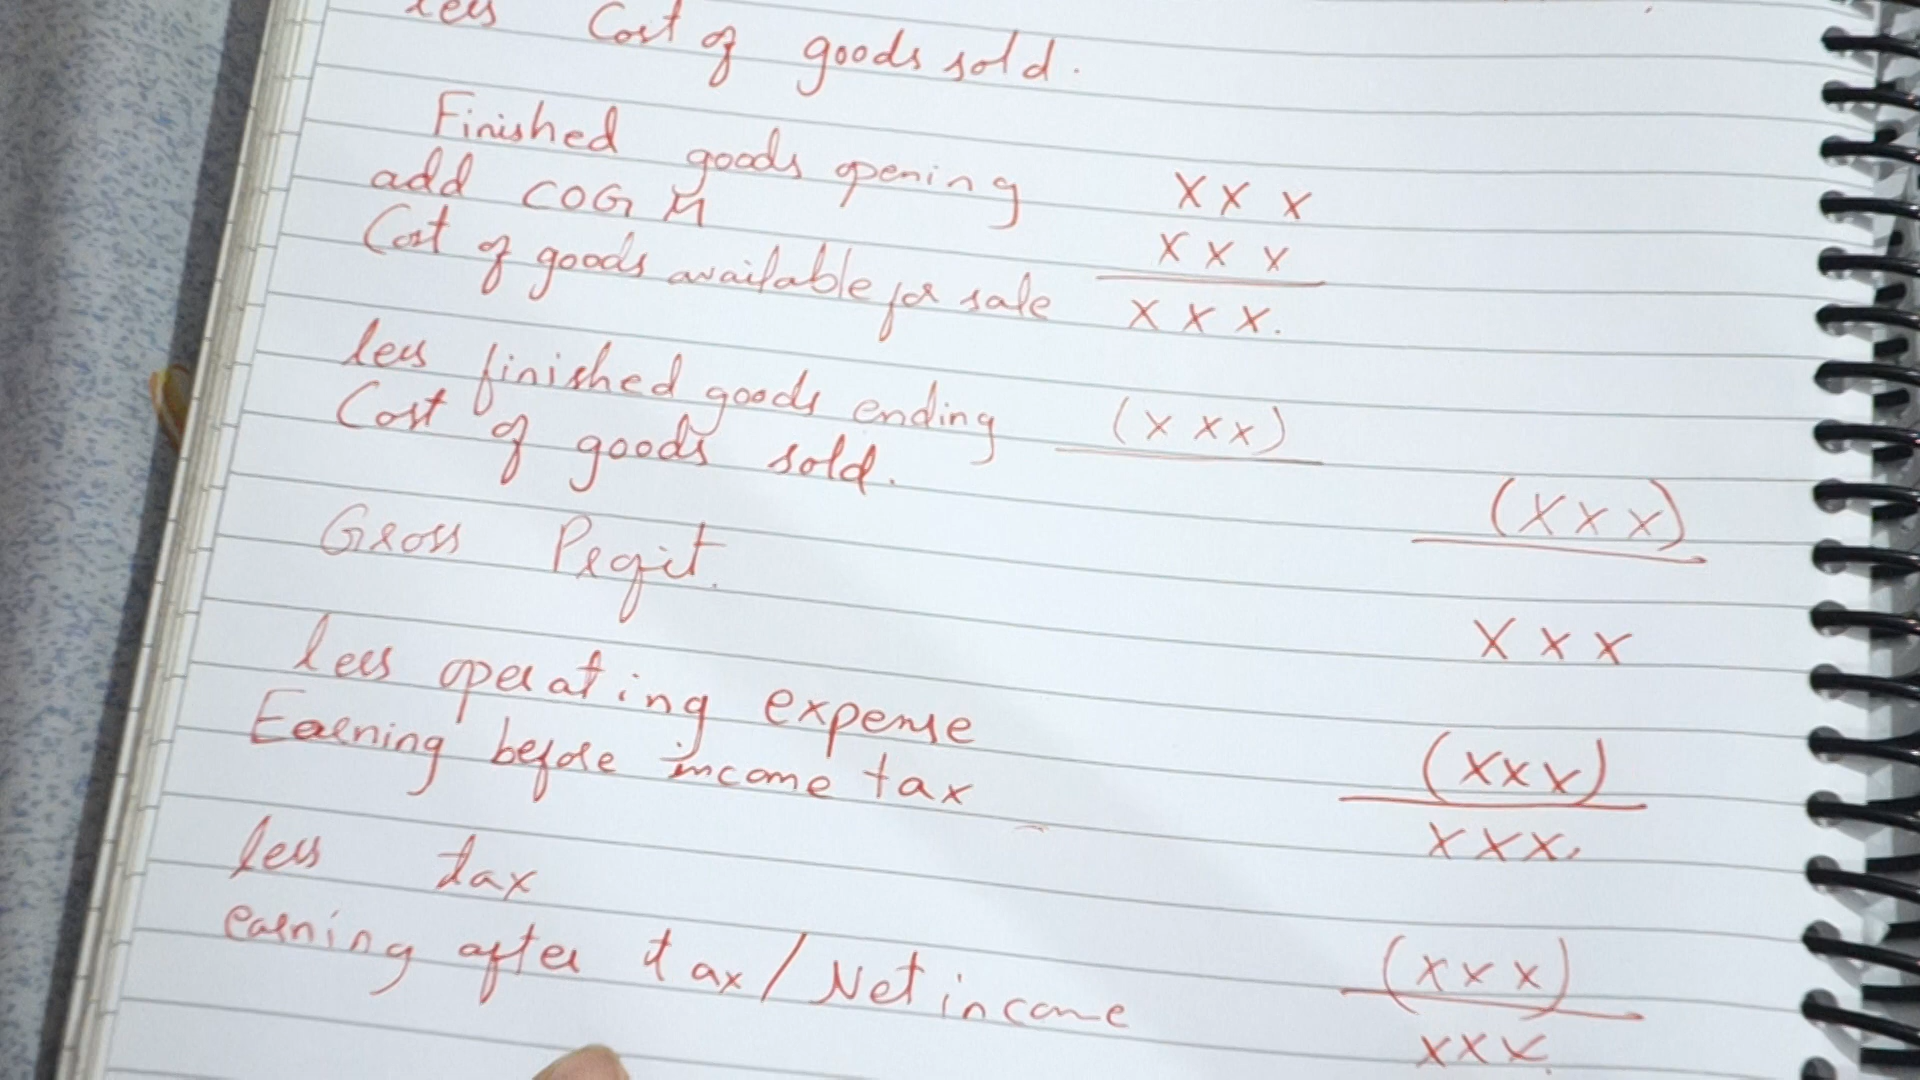 less Cost of goods sold.
Finished goods opening XXX
add COGM XXX
Cost of goods available for sale XXX.
less finished goods ending (XXX)
Cost of goods sold. (XXX)
Gross Profit. XXX
less operating expense (XXX)
Earning before income tax XXX.
less tax (XXX)
earning after tax/Net income XXX.